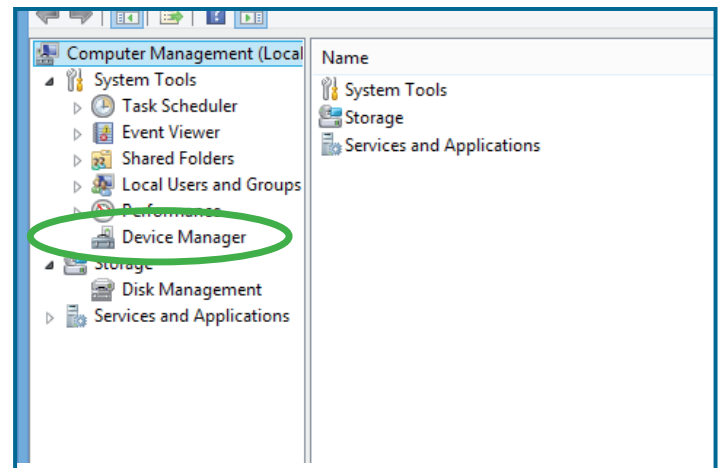 Computer Management (Local
System Tools
Task Scheduler
Event Viewer
Shared Folders
Local Users and Groups
Performance
Device Manager
Storage
Disk Management
Services and Applications
Name
System Tools
Storage
Services and Applications